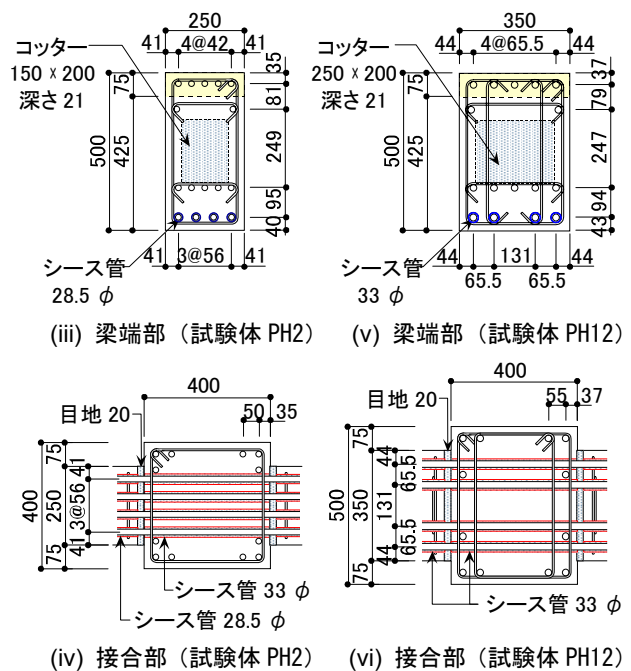 250
41 4@42 41
コッター
150 x 200
深さ 21
75
500
425
35
81
249
95
40
シース管
28.5 φ
41 3@56 41
(iii) 梁端部（試験体 PH2）
350
44 4@65.5 44
コッター
250 x 200
深さ 21
75
500
425
37
79
247
94
43
シース管
33 φ
44 131 44
65.5 65.5
(v) 梁端部（試験体 PH12）
400
目地 20
50 35
75
41
400
250
3@56
41
75
シース管 33 φ
シース管 28.5 φ
(iv) 接合部（試験体 PH2）
400
目地 20
55 37
75
44
65.5
500
350
131
65.5
44
75
シース管 33 φ
(vi) 接合部（試験体 PH12）